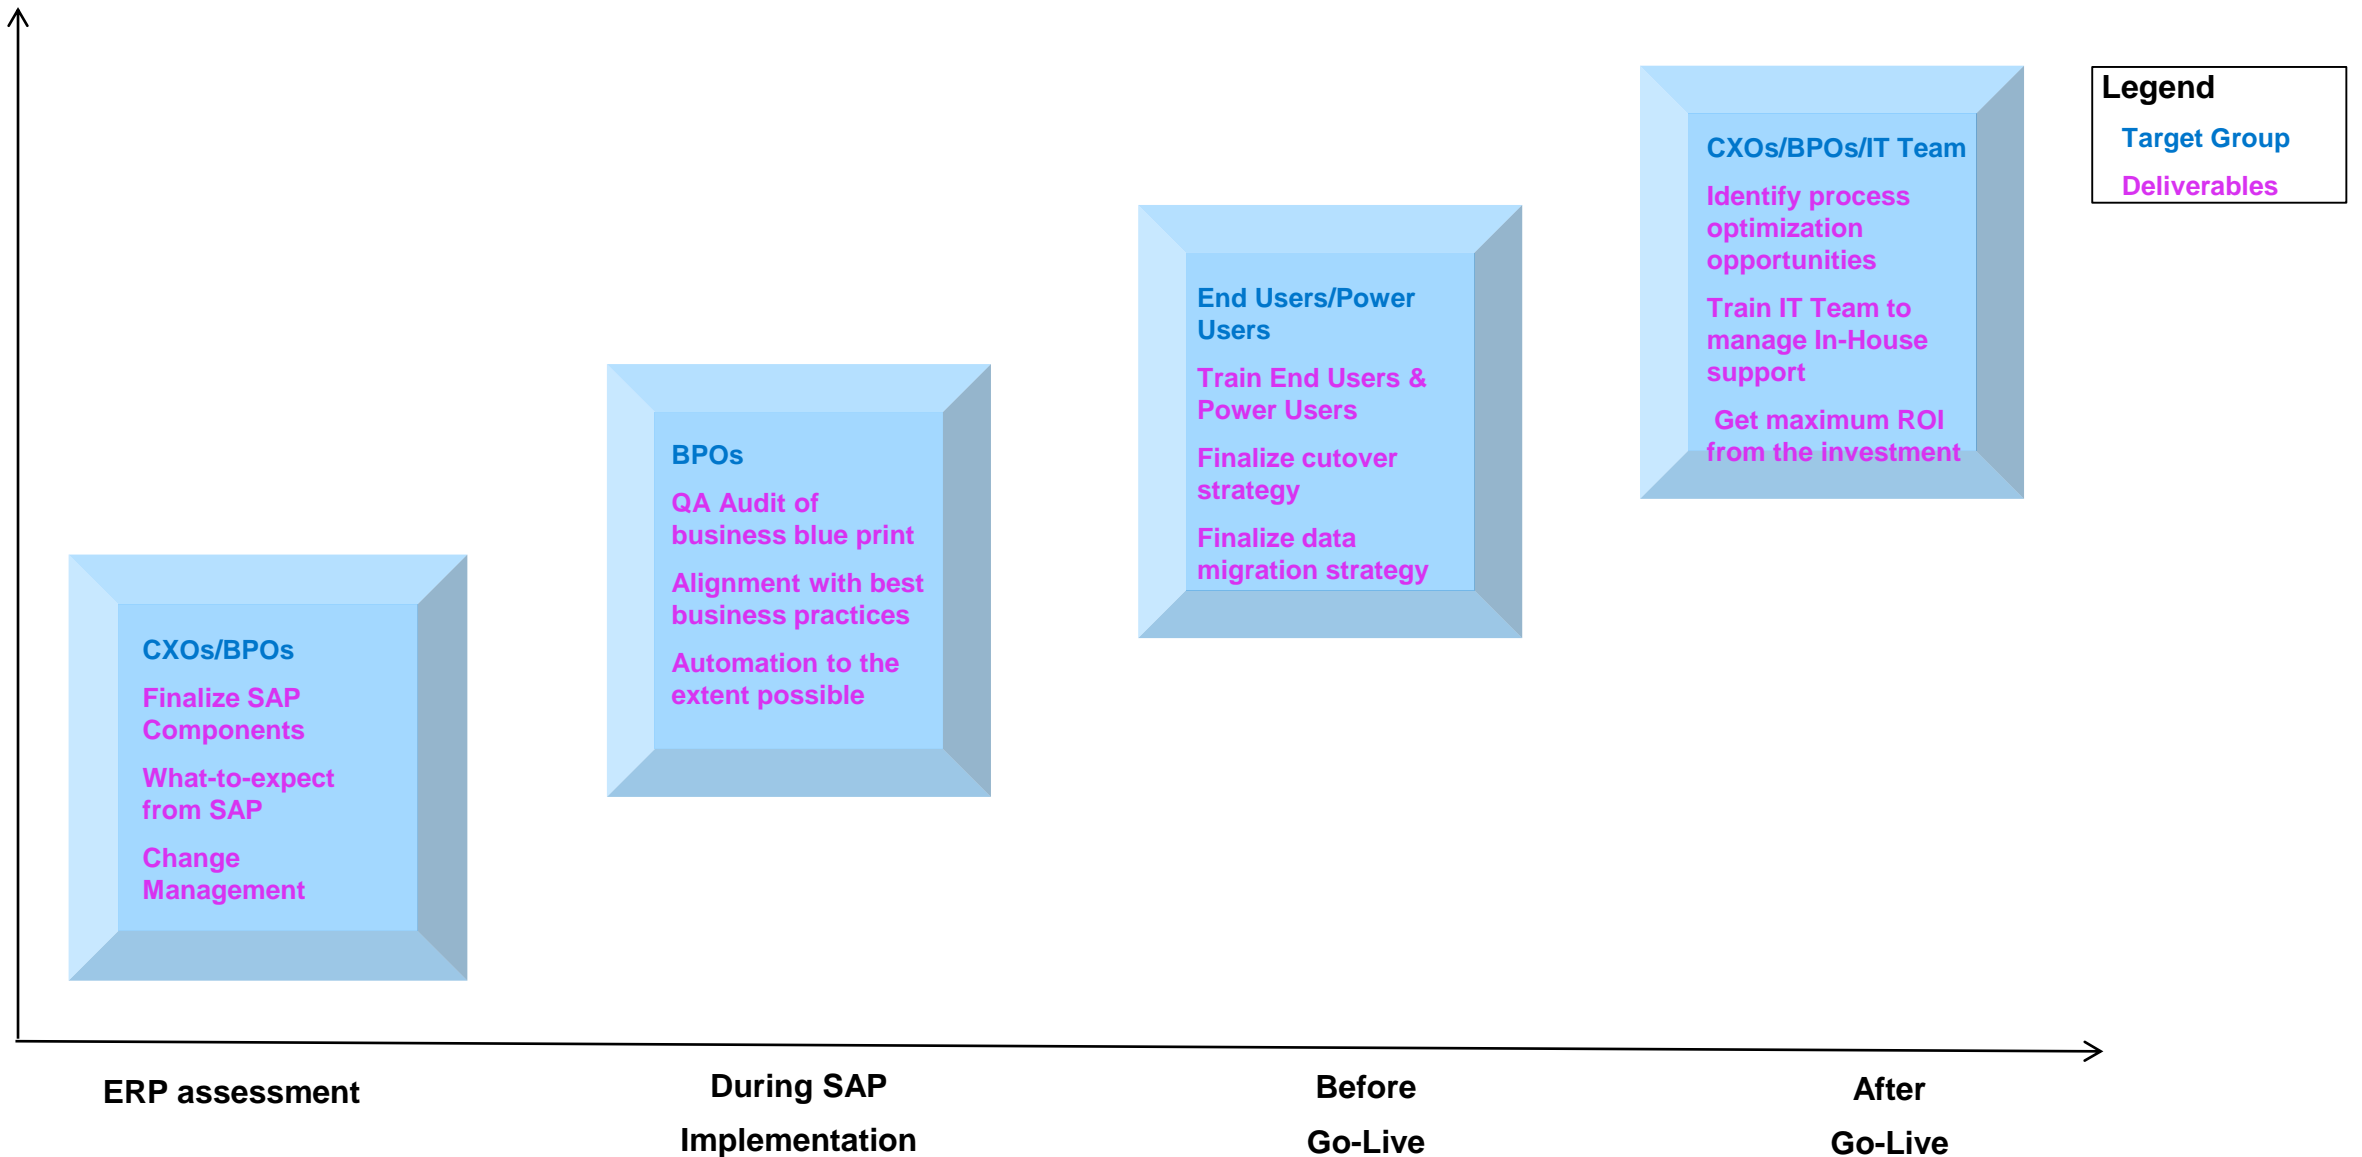 CXOs/BPOs
Finalize SAP
Components
What-to-expect
from SAP
Change
Management
BPOs
QA Audit of
business blue print
Alignment with best
business practices
Automation to the
extent possible
End Users/Power
Users
Train End Users &
Power Users
Finalize cutover
strategy
Finalize data
migration strategy
CXOs/BPOs/IT Team
Identify process
optimization
opportunities
Train IT Team to
manage In-House
support
Get maximum ROI
from the investment
Legend
Target Group
Deliverables
ERP assessment
During SAP
Implementation
Before
Go-Live
After
Go-Live